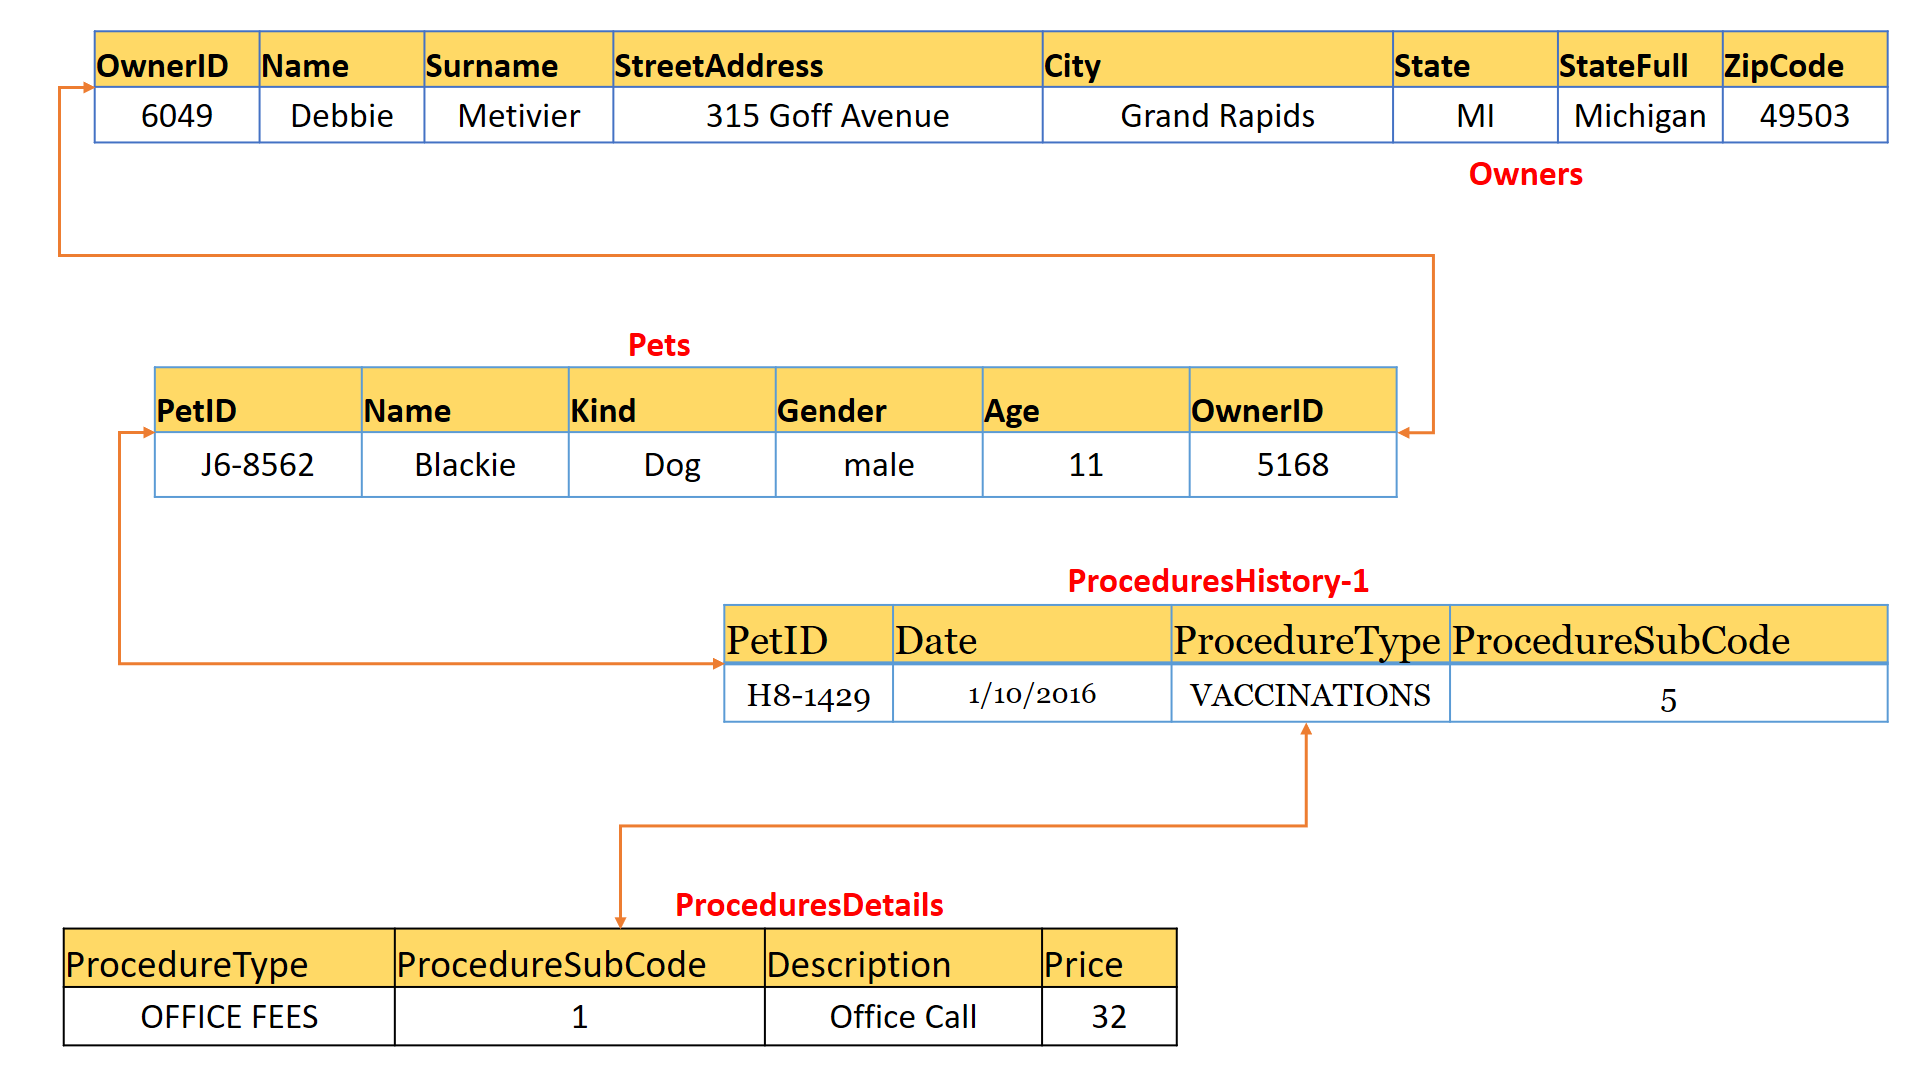 OwnerID Name Surname StreetAddress City State StateFull ZipCode
6049 Debbie Metivier 315 Goff Avenue Grand Rapids MI Michigan 49503
Owners
Pets
PetID Name Kind Gender Age OwnerID
J6-8562 Blackie Dog male 11 5168
ProceduresHistory-1
PetID Date ProcedureType ProcedureSubCode
H8-1429 1/10/2016 VACCINATIONS 5
ProceduresDetails
ProcedureType ProcedureSubCode Description Price
OFFICE FEES 1 Office Call 32